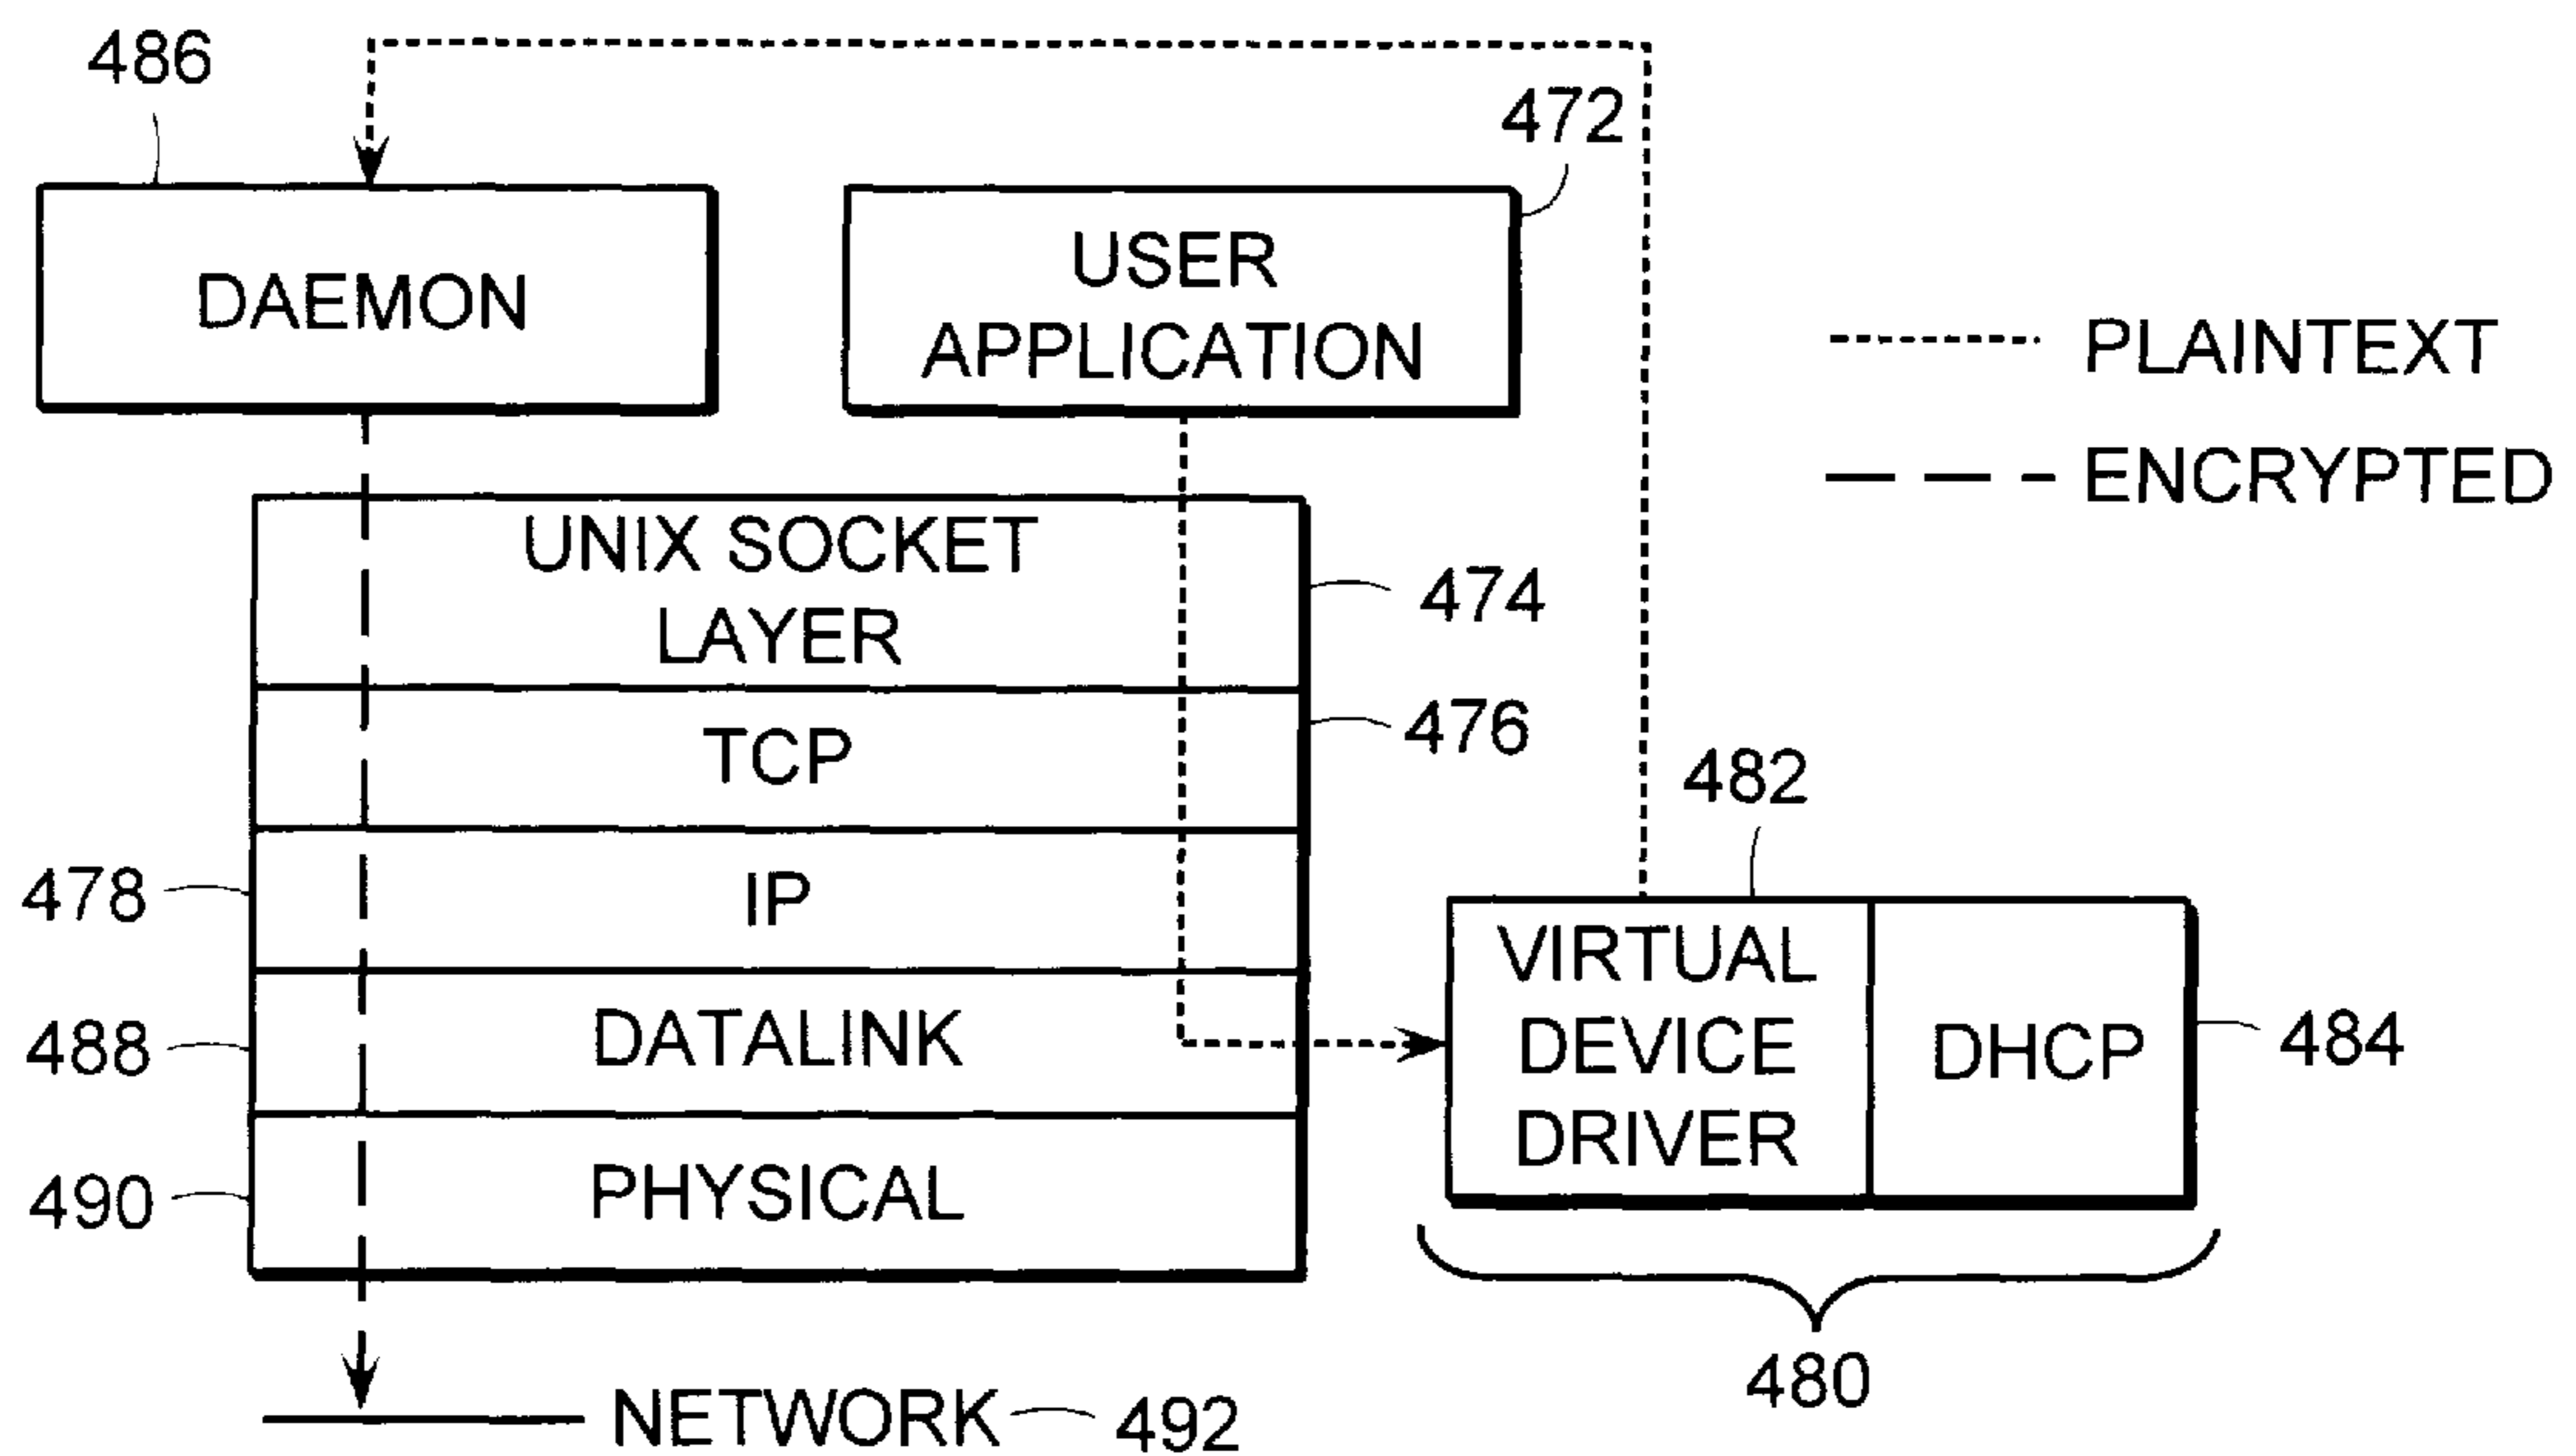 486
472
DAEMON
USER
APPLICATION
PLAINTEXT
ENCRYPTED
UNIX SOCKET
LAYER
474
TCP
476
482
478
IP
VIRTUAL
DEVICE
DRIVER
DHCP
484
488
DATALINK
490
PHYSICAL
480
NETWORK
492